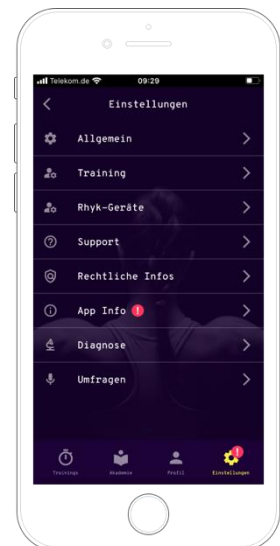 Telekom.de 09:29
Einstellungen
Allgemein
Training
Rhyk-Geräte
Support
Rechtliche Infos
App Info !
Diagnose
Umfragen
Trainings Akademie Profil Einstellungen